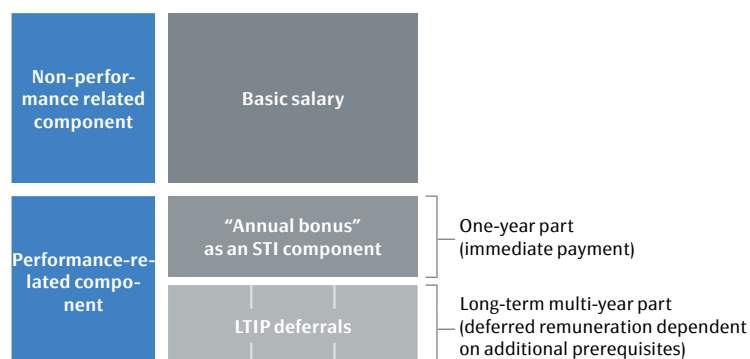 Non-perfor-
mance related
component
Basic salary
Performance-re-
lated compo-
nent
“Annual bonus”
as an STI component
One-year part
(immediate payment)
LTIP deferrals
Long-term multi-year part
(deferred remuneration dependent
on additional prerequisites)